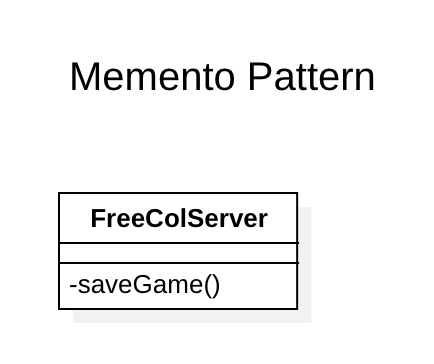 Memento Pattern
FreeColServer
-saveGame()